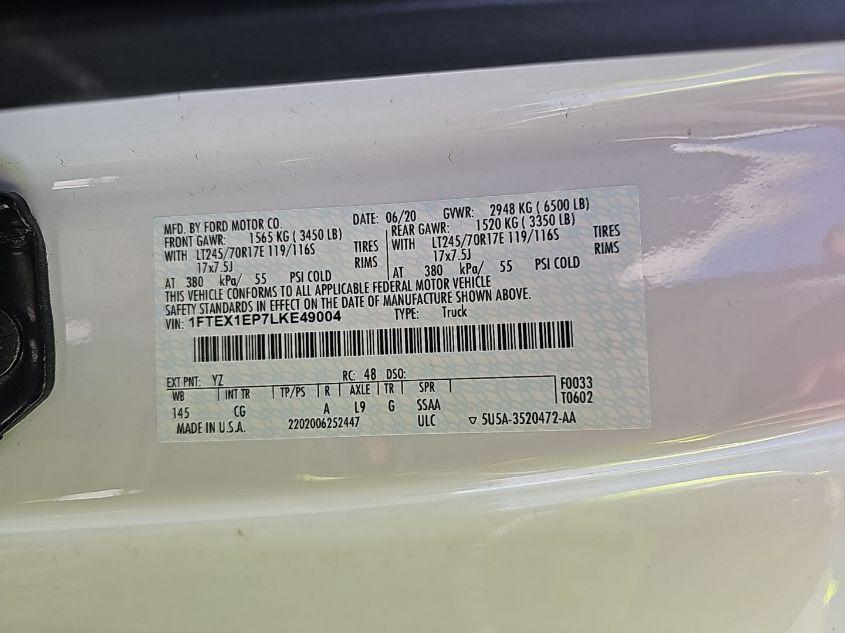 MFD. BY FORD MOTOR CO. DATE: 06/20 GVWR: 2948 KG ( 6500 LB)
FRONT GAWR: 1565 KG ( 3450 LB) REAR GAWR: 1520 KG ( 3350 LB)
WITH LT245/70R17E 119/116S TIRES WITH LT245/70R17E 119/116S TIRES
17x7.5J RIMS 17x7.5J RIMS
AT 380 kPa/ 55 PSI COLD AT 380 kPa/ 55 PSI COLD
THIS VEHICLE CONFORMS TO ALL APPLICABLE FEDERAL MOTOR VEHICLE
SAFETY STANDARDS IN EFFECT ON THE DATE OF MANUFACTURE SHOWN ABOVE.
VIN: 1FTEX1EP7LKE49004 TYPE: Truck
EXT PNT: YZ RC: 48 DSO: F0033
WB INT TR TP/PS R AXLE TR SPR T0602
145 CG A L9 G SSAA
MADE IN U.S.A. 2202006252447 ULC ▽ 5U5A-3520472-AA